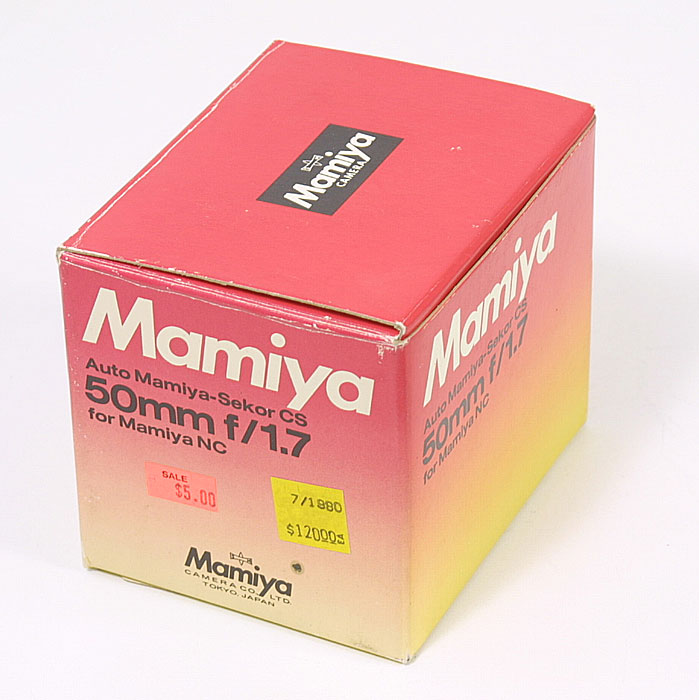 Mamiya
CAMERA
Mamiya
Auto Mamiya-Sekor CS
50mm f/1.7
for Mamiya NC
SALE
$5.00
7/1980
$12000
Mamiya
CAMERA CO., LTD.
TOKYO, JAPAN
Mamiya
Auto Mamiya-Sekor CS
50mm f/1.7
for Mamiya NC